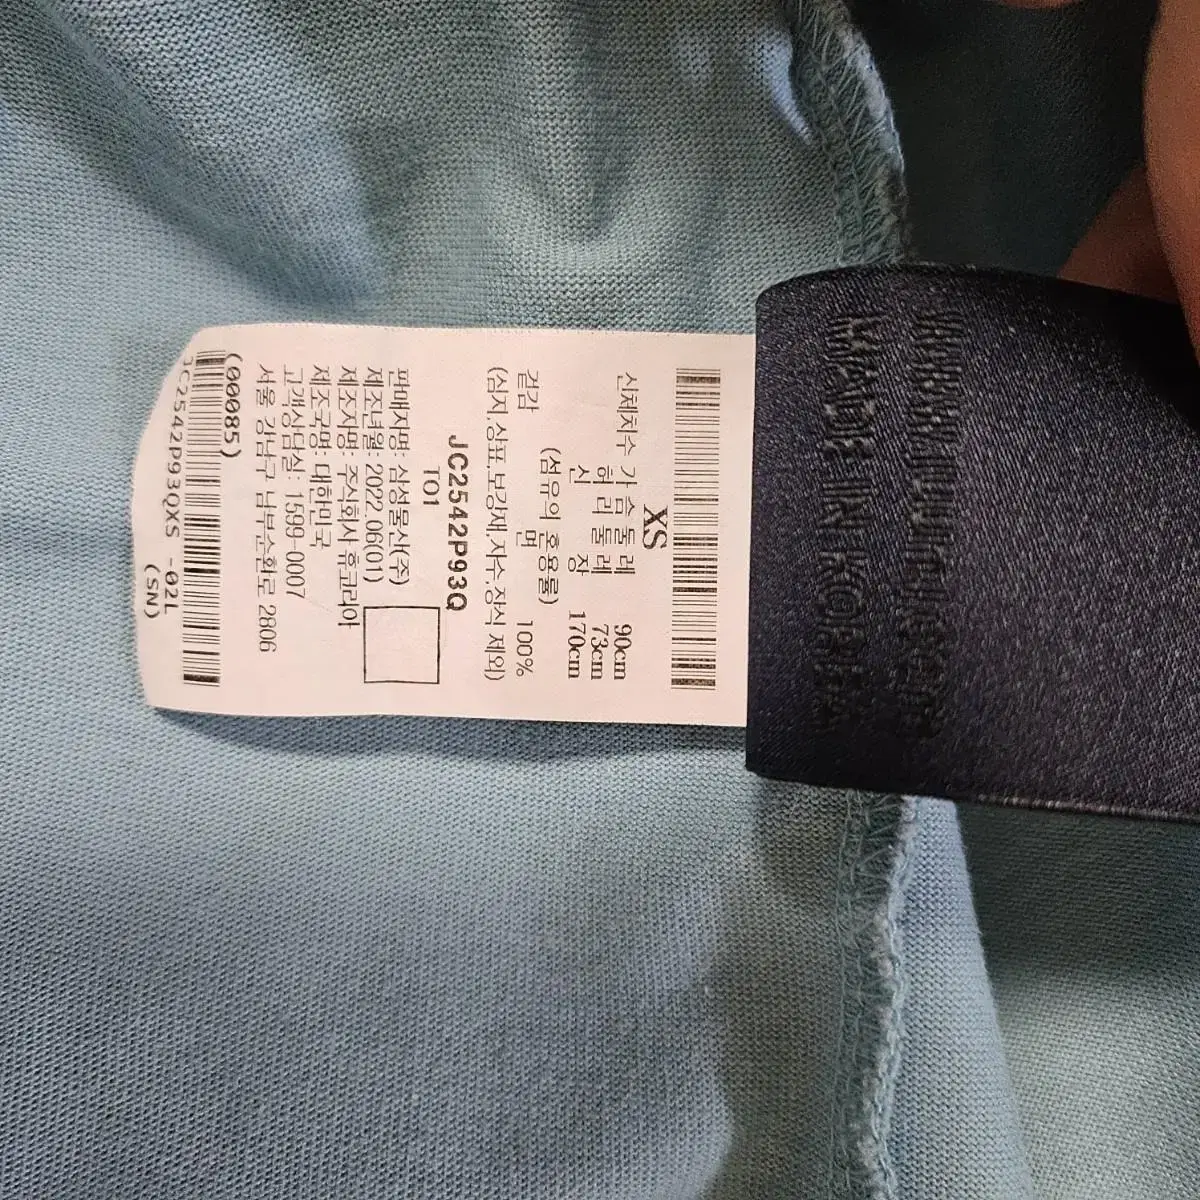 XS
신체치수 가슴둘레 90cm
허리둘레 73cm
신 장 170cm
(섬유의 혼용률)
겉감 면 100%
(심지,상표,보강제,자수,장식 제외)
JC2542P93Q
TO1
판매자명: 삼성물산(주)
제조년월: 2022.06(01)
제조자명: 주식회사 휴코리아
제조국명: 대한민국
고객상담실: 1599-0007
서울 강남구 남부순환로 2806
(00085)
JC2542P93QXS -02L
(SN)
MADE IN KOREA